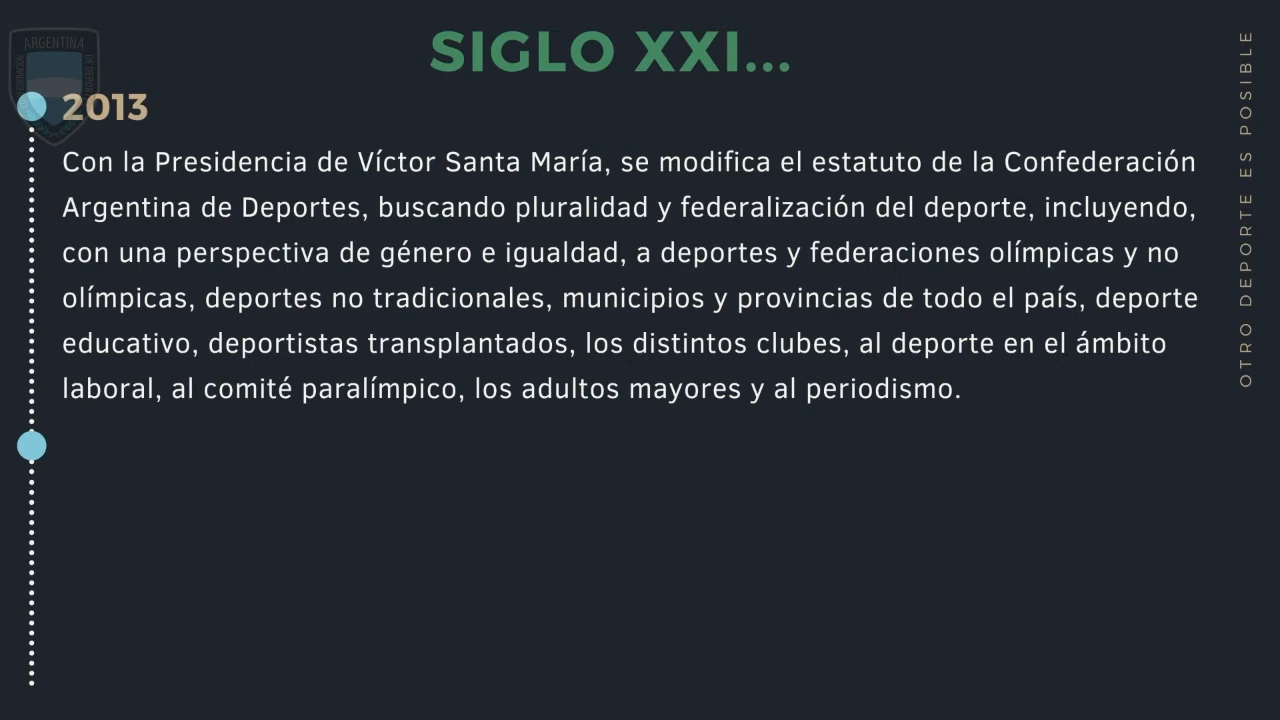 SIGLO XXI...
ARGENTINA
2013
Con la Presidencia de Víctor Santa María, se modifica el estatuto de la Confederación
Argentina de Deportes, buscando pluralidad y federalización del deporte, incluyendo,
con una perspectiva de género e igualdad, a deportes y federaciones olímpicas y no
olímpicas, deportes no tradicionales, municipios y provincias de todo el país, deporte
educativo, deportistas transplantados, los distintos clubes, al deporte en el ámbito
laboral, al comité paralímpico, los adultos mayores y al periodismo.
OTRO DEPORTE ES POSIBLE